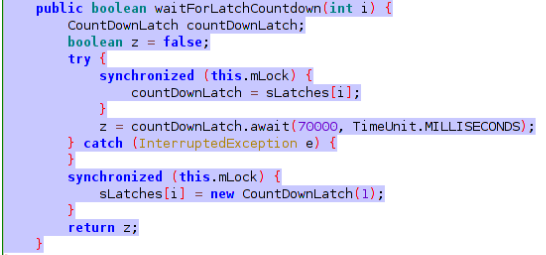 public boolean waitForLatchCountdown(int i) {
    CountDownLatch countDownLatch;
    boolean z = false;
    try {
        synchronized (this.mLock) {
            countDownLatch = sLatches[i];
        }
        z = countDownLatch.await(70000, TimeUnit.MILLISECONDS);
    } catch (InterruptedException e) {
    }
    synchronized (this.mLock) {
        sLatches[i] = new CountDownLatch(1);
    }
    return z;
}